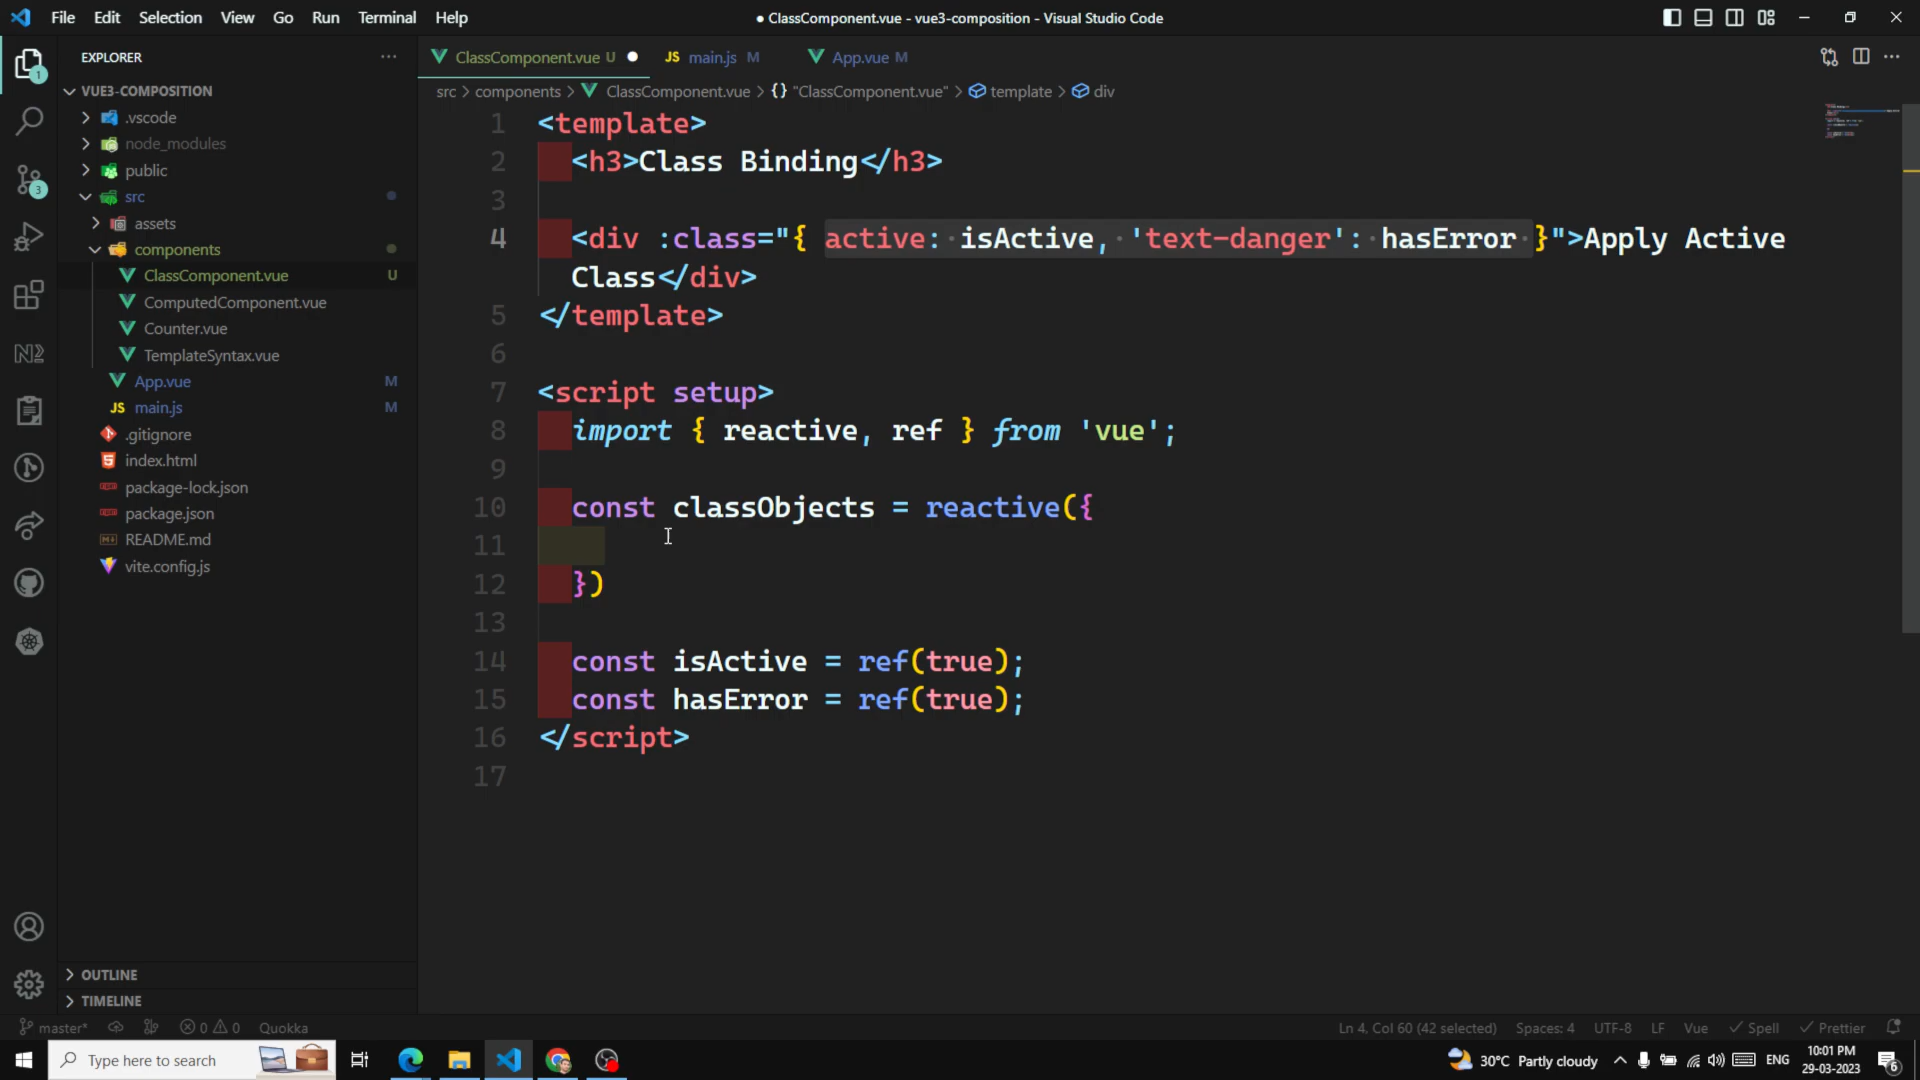 File Edit Selection View Go Run Terminal Help
● ClassComponent.vue - vue3-composition - Visual Studio Code
EXPLORER
VUE3-COMPOSITION
.vscode
node_modules
public
src
assets
components
ClassComponent.vue U
ComputedComponent.vue
Counter.vue
TemplateSyntax.vue
App.vue M
JS main.js M
.gitignore
index.html
package-lock.json
package.json
README.md
vite.config.js
OUTLINE
TIMELINE
1
3
ClassComponent.vue U ● JS main.js M App.vue M
src > components > ClassComponent.vue > {} "ClassComponent.vue" > template > div
1 <template>
2 <h3>Class Binding</h3>
3
4 <div :class="{ active: isActive, 'text-danger': hasError }">Apply Active
Class</div>
5 </template>
6
7 <script setup>
8 import { reactive, ref } from 'vue';
9
10 const classObjects = reactive({
11
12 })
13
14 const isActive = ref(true);
15 const hasError = ref(true);
16 </script>
17
master* 0 0 Quokka
Ln 4, Col 60 (42 selected) Spaces: 4 UTF-8 LF Vue Spell Prettier
Type here to search
30°C Partly cloudy ENG
10:01 PM
29-03-2023
6